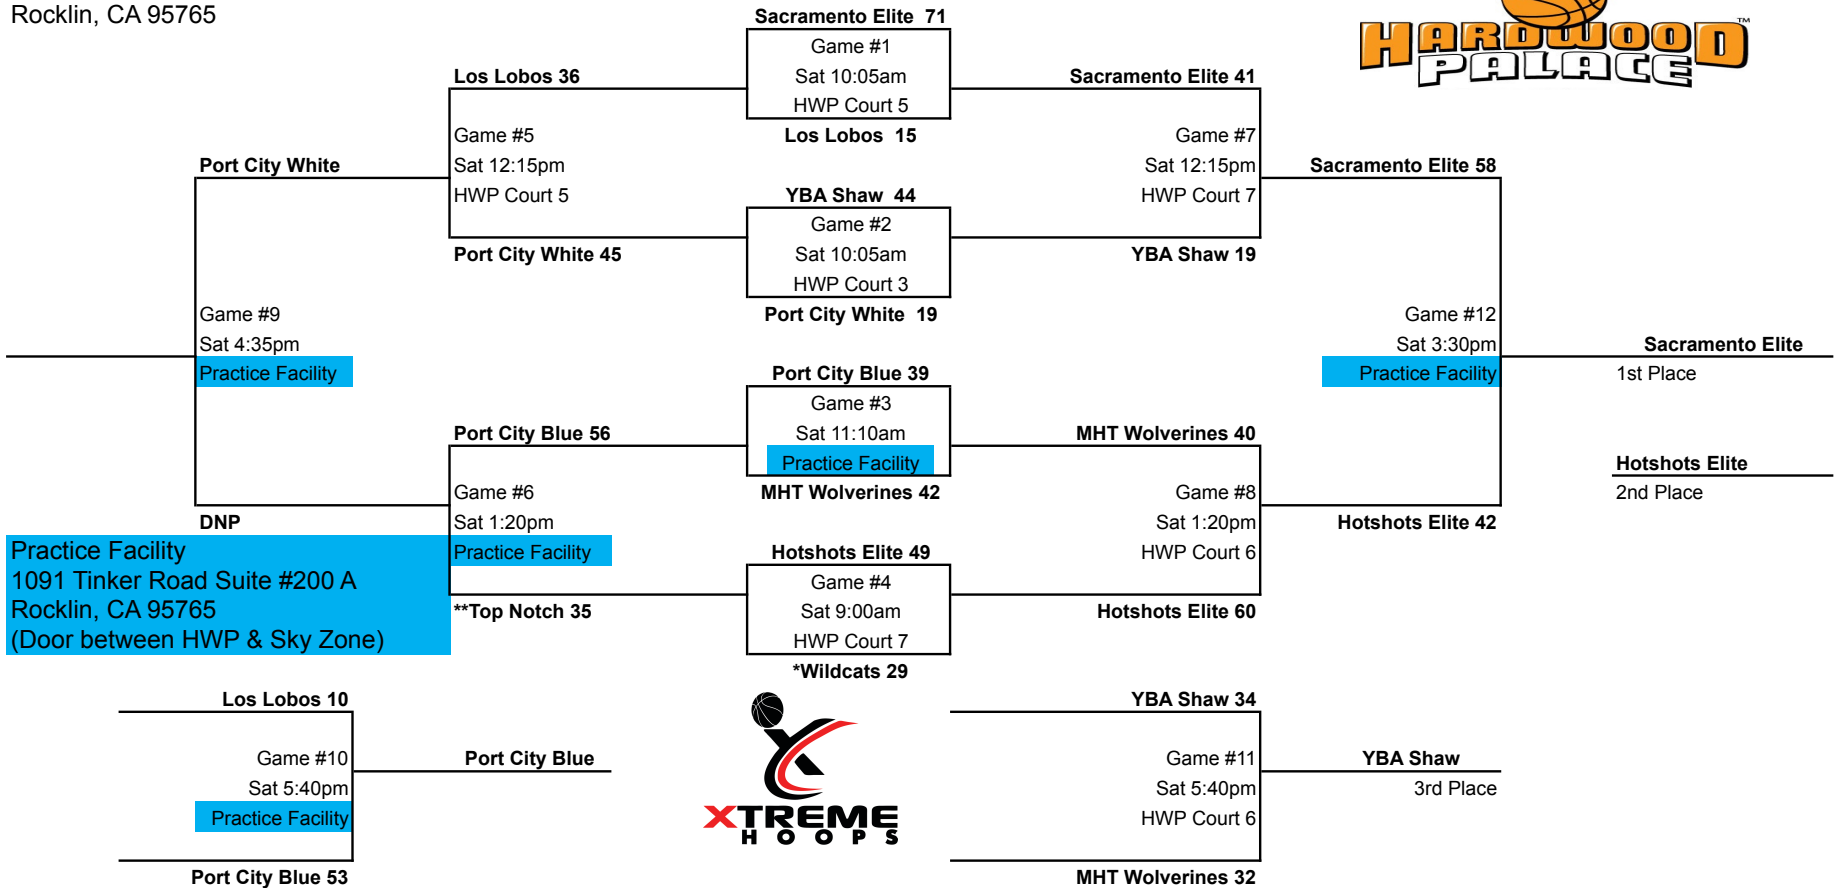 Rocklin, CA 95765
HARDWOOD
PALACE
TM
Sacramento Elite 71
Game #1
Sat 10:05am
HWP Court 5
Los Lobos 15
YBA Shaw 44
Game #2
Sat 10:05am
HWP Court 3
Port City White 19
Port City Blue 39
Game #3
Sat 11:10am
Practice Facility
MHT Wolverines 42
Hotshots Elite 49
Game #4
Sat 9:00am
HWP Court 7
*Wildcats 29
Los Lobos 36
Game #5
Sat 12:15pm
HWP Court 5
Port City White 45
Port City Blue 56
Game #6
Sat 1:20pm
Practice Facility
**Top Notch 35
Sacramento Elite 41
Game #7
Sat 12:15pm
HWP Court 7
YBA Shaw 19
MHT Wolverines 40
Game #8
Sat 1:20pm
HWP Court 6
Hotshots Elite 60
Port City White
Game #9
Sat 4:35pm
Practice Facility
DNP
Sacramento Elite 58
Game #12
Sat 3:30pm
Practice Facility
Hotshots Elite 42
Sacramento Elite
1st Place
Hotshots Elite
2nd Place
Practice Facility
1091 Tinker Road Suite #200 A
Rocklin, CA 95765
(Door between HWP & Sky Zone)
Los Lobos 10
Game #10
Sat 5:40pm
Practice Facility
Port City Blue 53
Port City Blue
XTREME
HOOPS
YBA Shaw 34
Game #11
Sat 5:40pm
HWP Court 6
MHT Wolverines 32
YBA Shaw
3rd Place